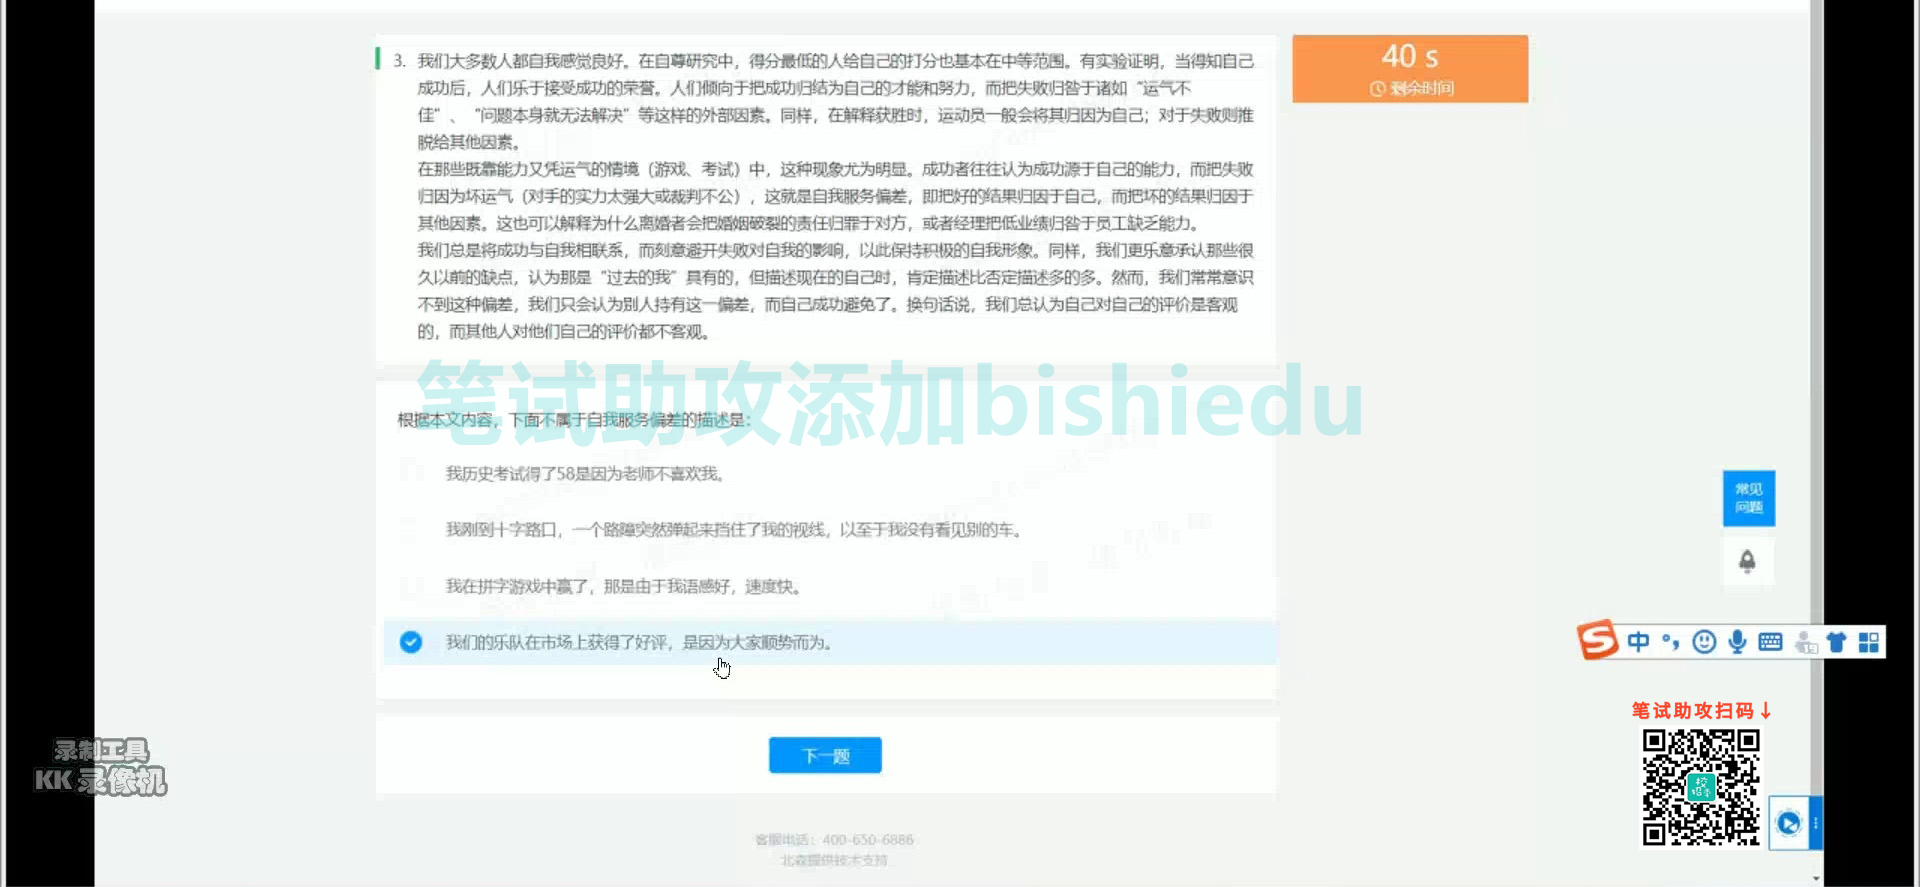 3. 我们大多数人都自我感觉良好。在自尊研究中，得分最低的人给自己的打分也基本在中等范围。有实验证明，当得知自己
成功后，人们乐于接受成功的荣誉。人们倾向于把成功归结为自己的才能和努力，而把失败归咎于诸如“运气不
佳”、“问题本身就无法解决”等这样的外部因素。同样，在解释获胜时，运动员一般会将其归因为自己；对于失败则推
脱给其他因素。
在那些既靠能力又凭运气的情境（游戏、考试）中，这种现象尤为明显。成功者往往认为成功源于自己的能力，而把失败
归因为坏运气（对手的实力太强大或裁判不公），这就是自我服务偏差，即把好的结果归因于自己，而把坏的结果归因于
其他因素。这也可以解释为什么离婚者会把婚姻破裂的责任归罪于对方，或者经理把低业绩归咎于员工缺乏能力。
我们总是将成功与自我相联系，而刻意避开失败对自我的影响，以此保持积极的自我形象。同样，我们更乐意承认那些很
久以前的缺点，认为那是“过去的我”具有的，但描述现在的自己时，肯定描述比否定描述多的多。然而，我们常常意识
不到这种偏差，我们只会认为别人持有这一偏差，而自己成功避免了。换句话说，我们总认为自己对自己的评价是客观
的，而其他人对他们自己的评价都不客观。
40 s
剩余时间
笔试助攻添加bishiedu
根据本文内容，下面不属于自我服务偏差的描述是：
我历史考试得了58是因为老师不喜欢我。
我刚到十字路口，一个路障突然弹起来挡住了我的视线，以至于我没有看见别的车。
我在拼字游戏中赢了，那是由于我语感好，速度快。
我们的乐队在市场上获得了好评，是因为大家顺势而为。
常见
问题
中
下一题
笔试助攻扫码↓
录制工具
KK 录像机
客服电话：400-650-6886
北森提供技术支持